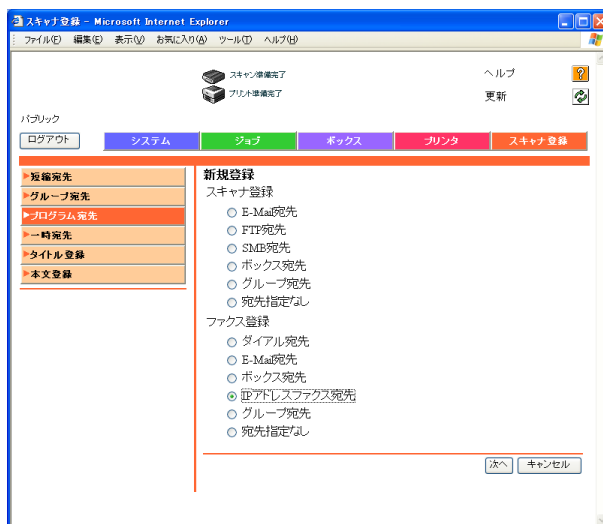 スキャナ登録 - Microsoft Internet Explorer
ファイル(F) 編集(E) 表示(V) お気に入り(A) ツール(T) ヘルプ(H)
スキャン準備完了
プリント準備完了
ヘルプ ?
更新
パブリック
ログアウト システム ジョブ ボックス プリンタ スキャナ登録
短縮宛先
グループ宛先
プログラム宛先
一時宛先
タイトル登録
本文登録
新規登録
スキャナ登録
E-Mail宛先
FTP宛先
SMB宛先
ボックス宛先
グループ宛先
宛先指定なし
ファクス登録
ダイアル宛先
E-Mail宛先
ボックス宛先
IPアドレスファクス宛先
グループ宛先
宛先指定なし
次へ キャンセル